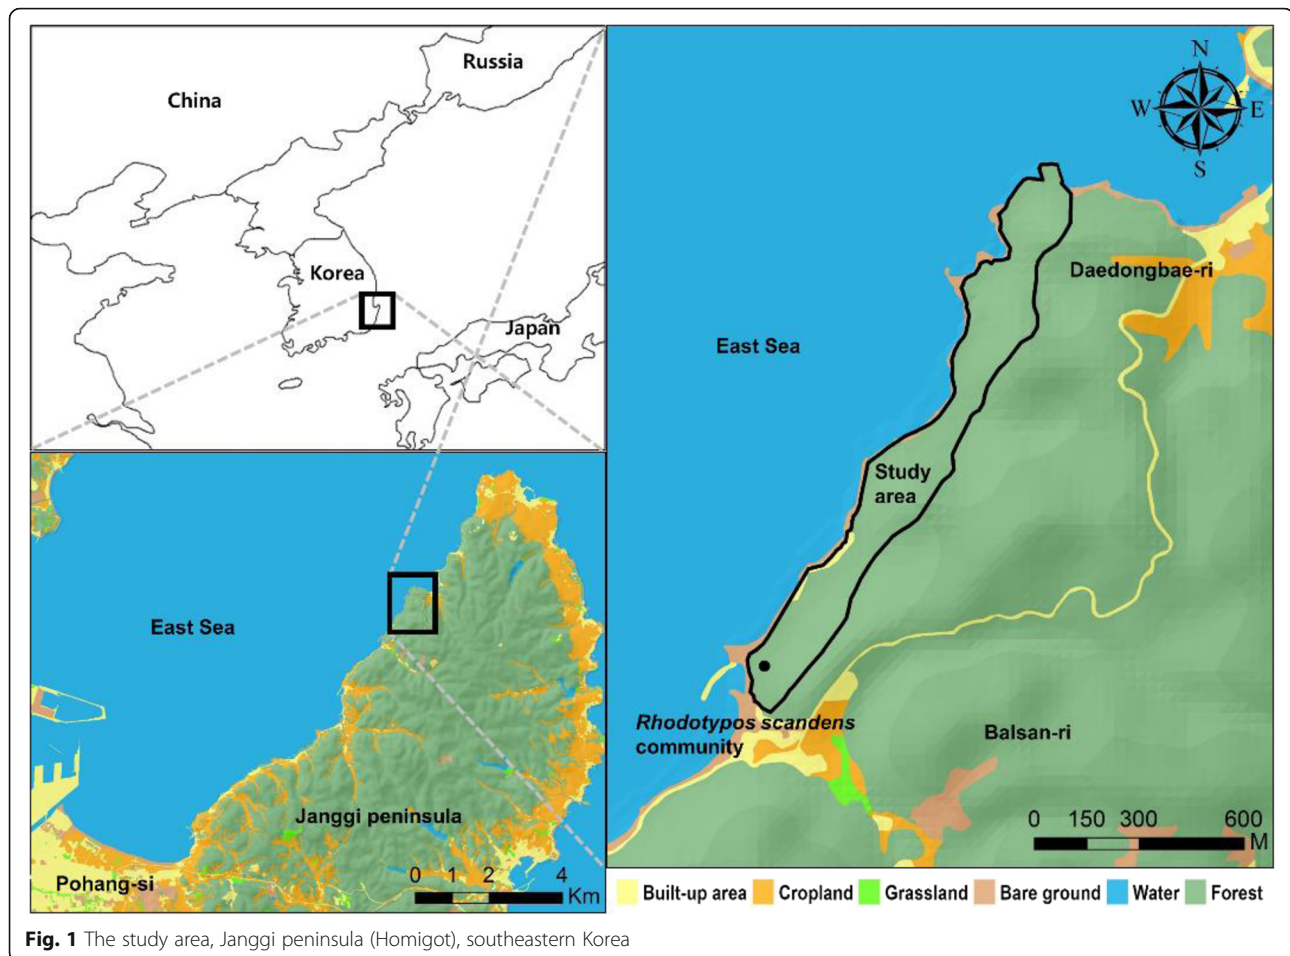 China
Russia
Korea
Japan
East Sea
Janggi peninsula
Pohang-si
0 1 2 4
Km
N
W E
S
Daedongbae-ri
East Sea
Study
area
Rhodotypos scandens
community
Balsan-ri
0 150 300 600
M
Built-up area Cropland Grassland Bare ground Water Forest
Fig. 1 The study area, Janggi peninsula (Homigot), southeastern Korea